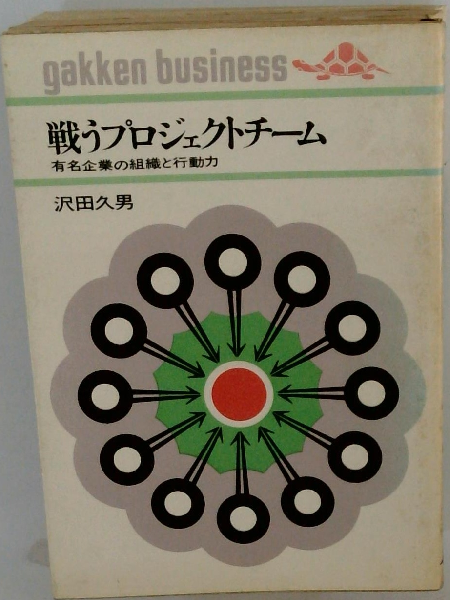 gakken business
戦うプロジェクトチーム
有名企業の組織と行動力
沢田久男